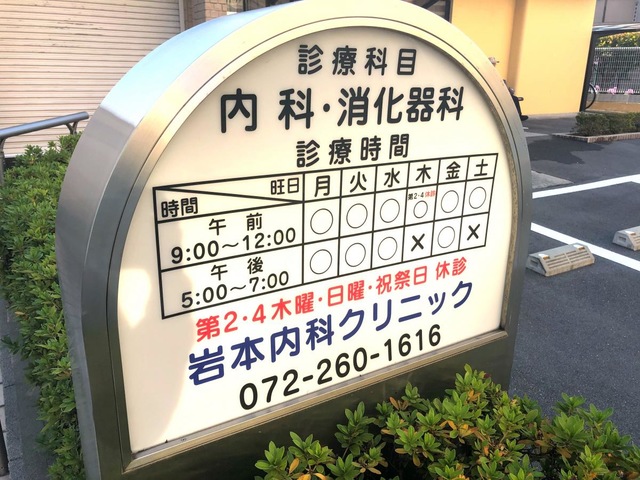 診療科目
内科・消化器科
診療時間
時間 旺日 月 火 水 木 金 土
午前 9:00～12:00 ○ ○ ○ 第2・4休診 ○ ○ ○
午後 5:00～7:00 ○ ○ ○ × ○ ×
第2・4木曜・日曜・祝祭日 休診
岩本内科クリニック
072-260-1616